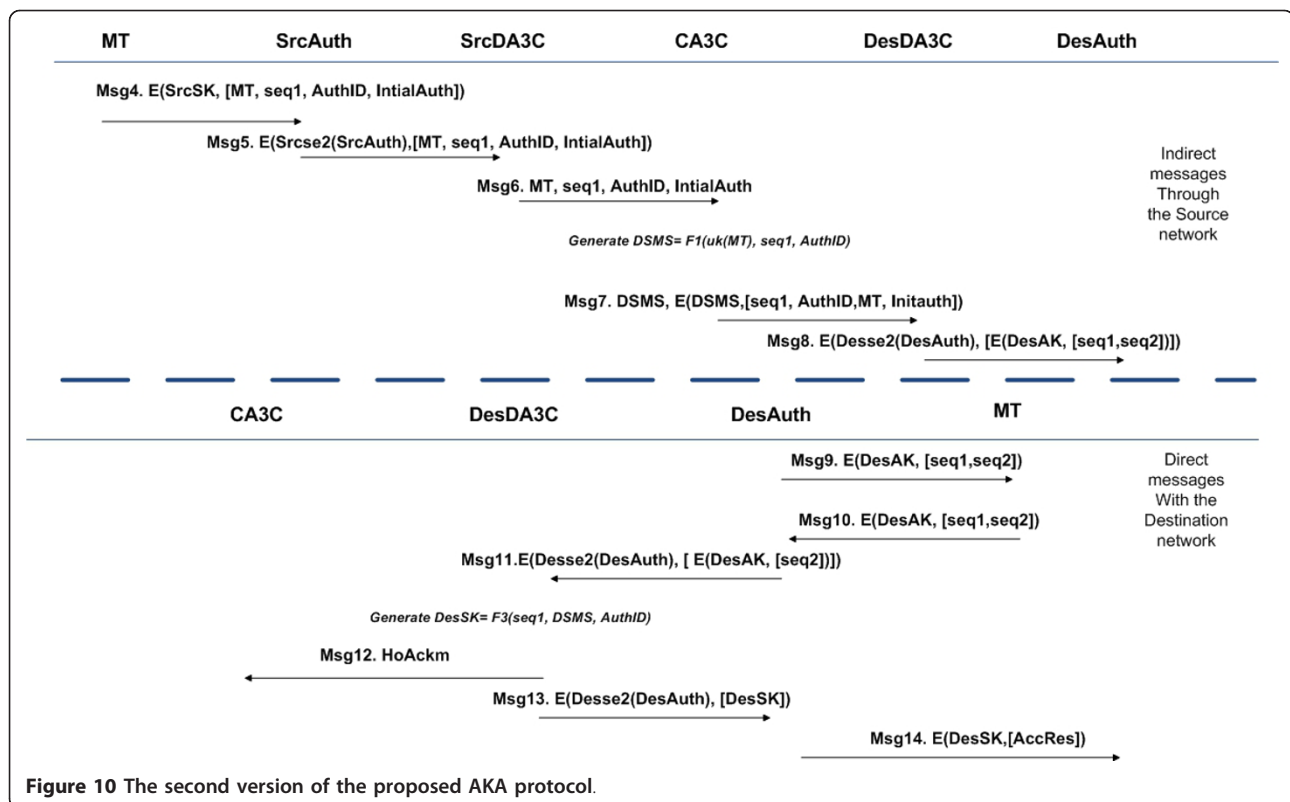 MT SrcAuth SrcDA3C CA3C DesDA3C DesAuth
Msg4. E(SrcSK, [MT, seq1, AuthID, IntialAuth])
Msg5. E(Srcse2(SrcAuth),[MT, seq1, AuthID, IntialAuth])
Msg6. MT, seq1, AuthID, IntialAuth
Indirect
messages
Through
the Source
network
Generate DSMS= F1(uk(MT), seq1, AuthID)
Msg7. DSMS, E(DSMS,[seq1, AuthID,MT, Initauth])
Msg8. E(Desse2(DesAuth), [E(DesAK, [seq1,seq2])])
CA3C DesDA3C DesAuth MT
Msg9. E(DesAK, [seq1,seq2])
Direct
messages
With the
Destination
network
Msg10. E(DesAK, [seq1,seq2])
Msg11.E(Desse2(DesAuth), [ E(DesAK, [seq2])])
Generate DesSK= F3(seq1, DSMS, AuthID)
Msg12. HoAckm
Msg13. E(Desse2(DesAuth), [DesSK])
Msg14. E(DesSK,[AccRes])
Figure 10 The second version of the proposed AKA protocol.